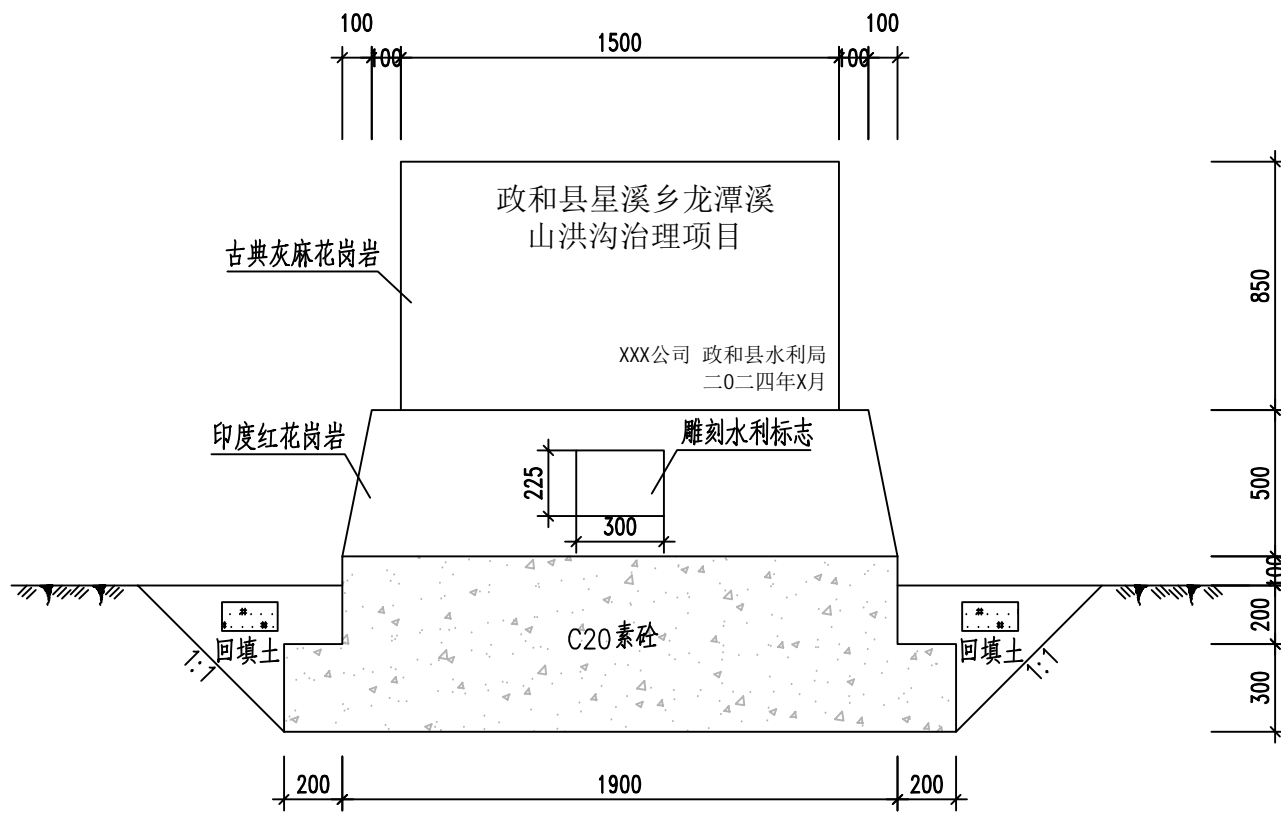 100
100
1500
100
100
政和县星溪乡龙潭溪
山洪沟治理项目
古典灰麻花岗岩
850
XXX公司 政和县水利局
二0二四年X月
印度红花岗岩
雕刻水利标志
225
300
500
100
C20素砼
200
回填土
回填土
1:1
1:1
300
200
1900
200